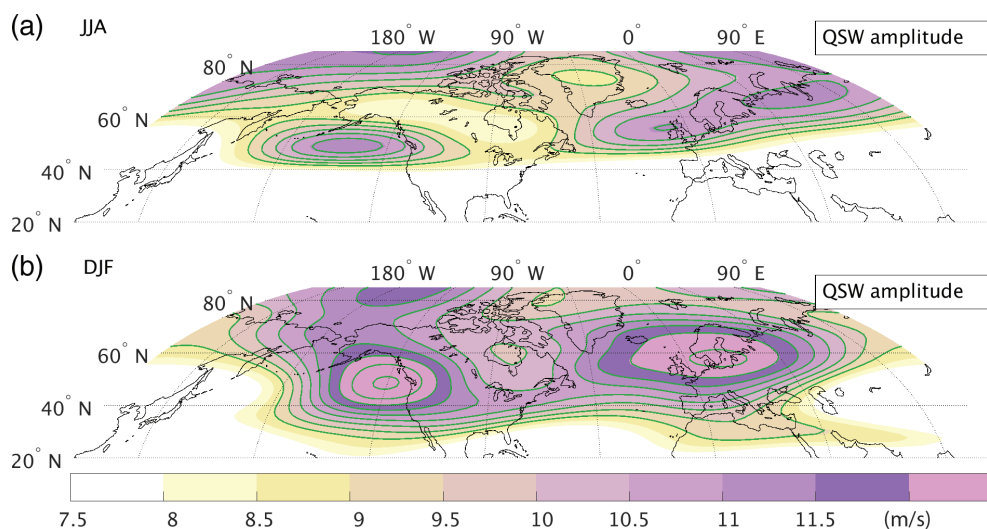 (a) JJA
180° W 90° W 0° 90° E
QSW amplitude
80° N
60° N
40° N
20° N
(b) DJF
180° W 90° W 0° 90° E
QSW amplitude
80° N
60° N
40° N
20° N
7.5 8 8.5 9 9.5 10 10.5 11 11.5 (m/s)